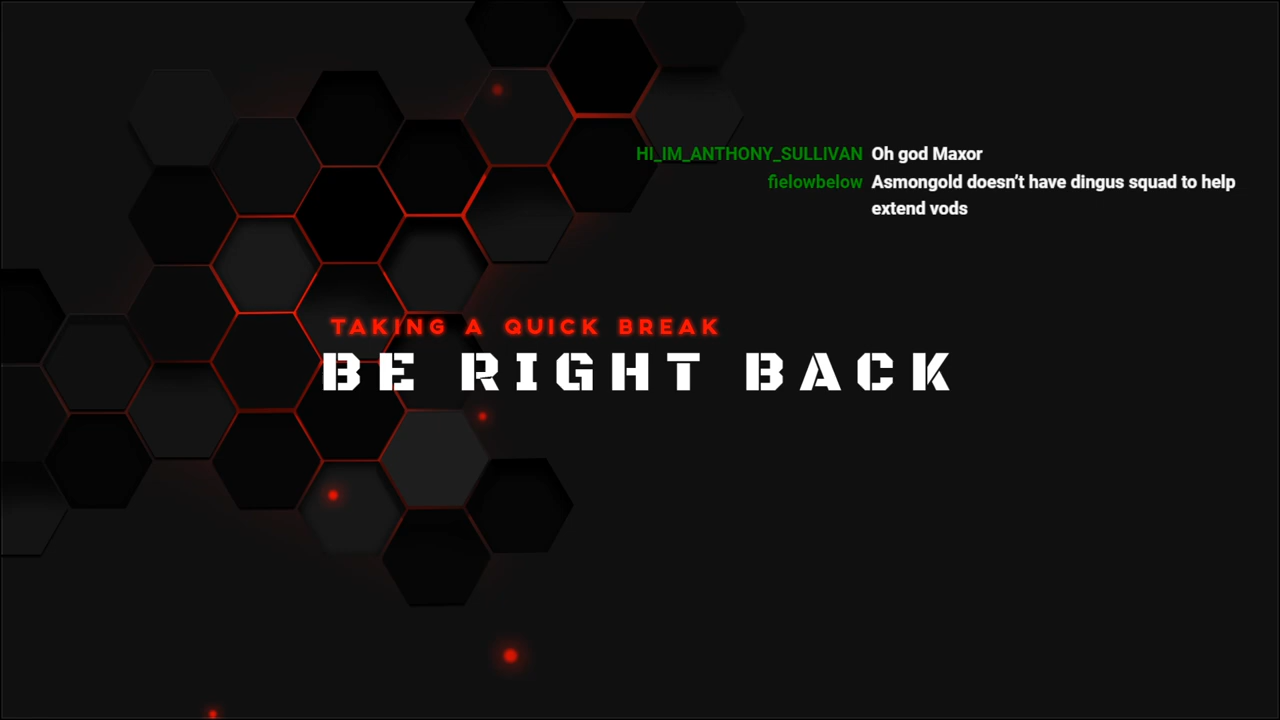 HI_IM_ANTHONY_SULLIVAN Oh god Maxor
fielowbelow Asmongold doesn't have dingus squad to help
extend vods
TAKING A QUICK BREAK
BE RIGHT BACK